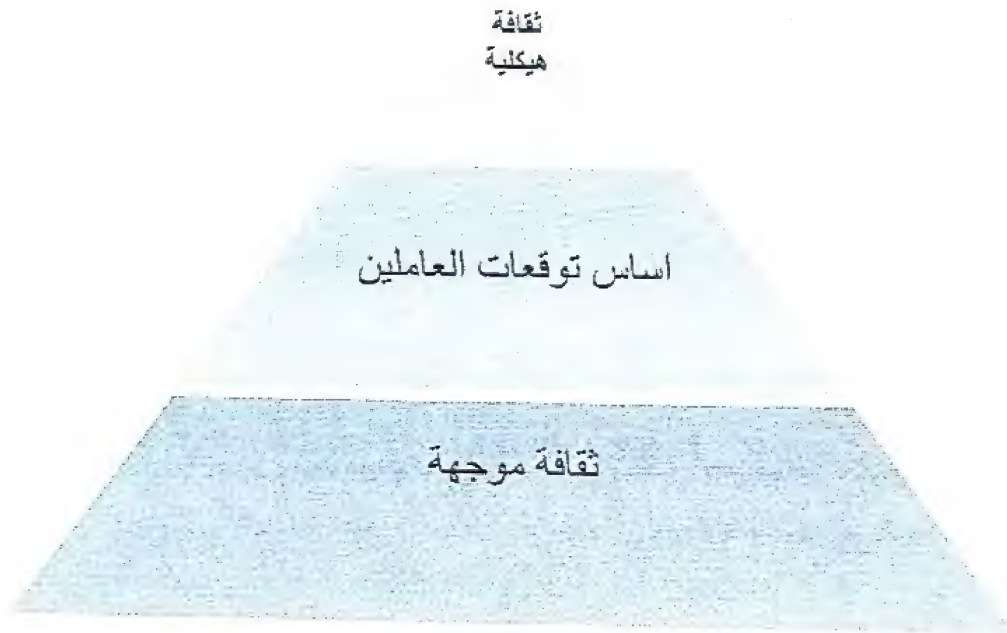 ثقافة
هيكلية
اساس توقعات العاملين
ثقافة موجهة